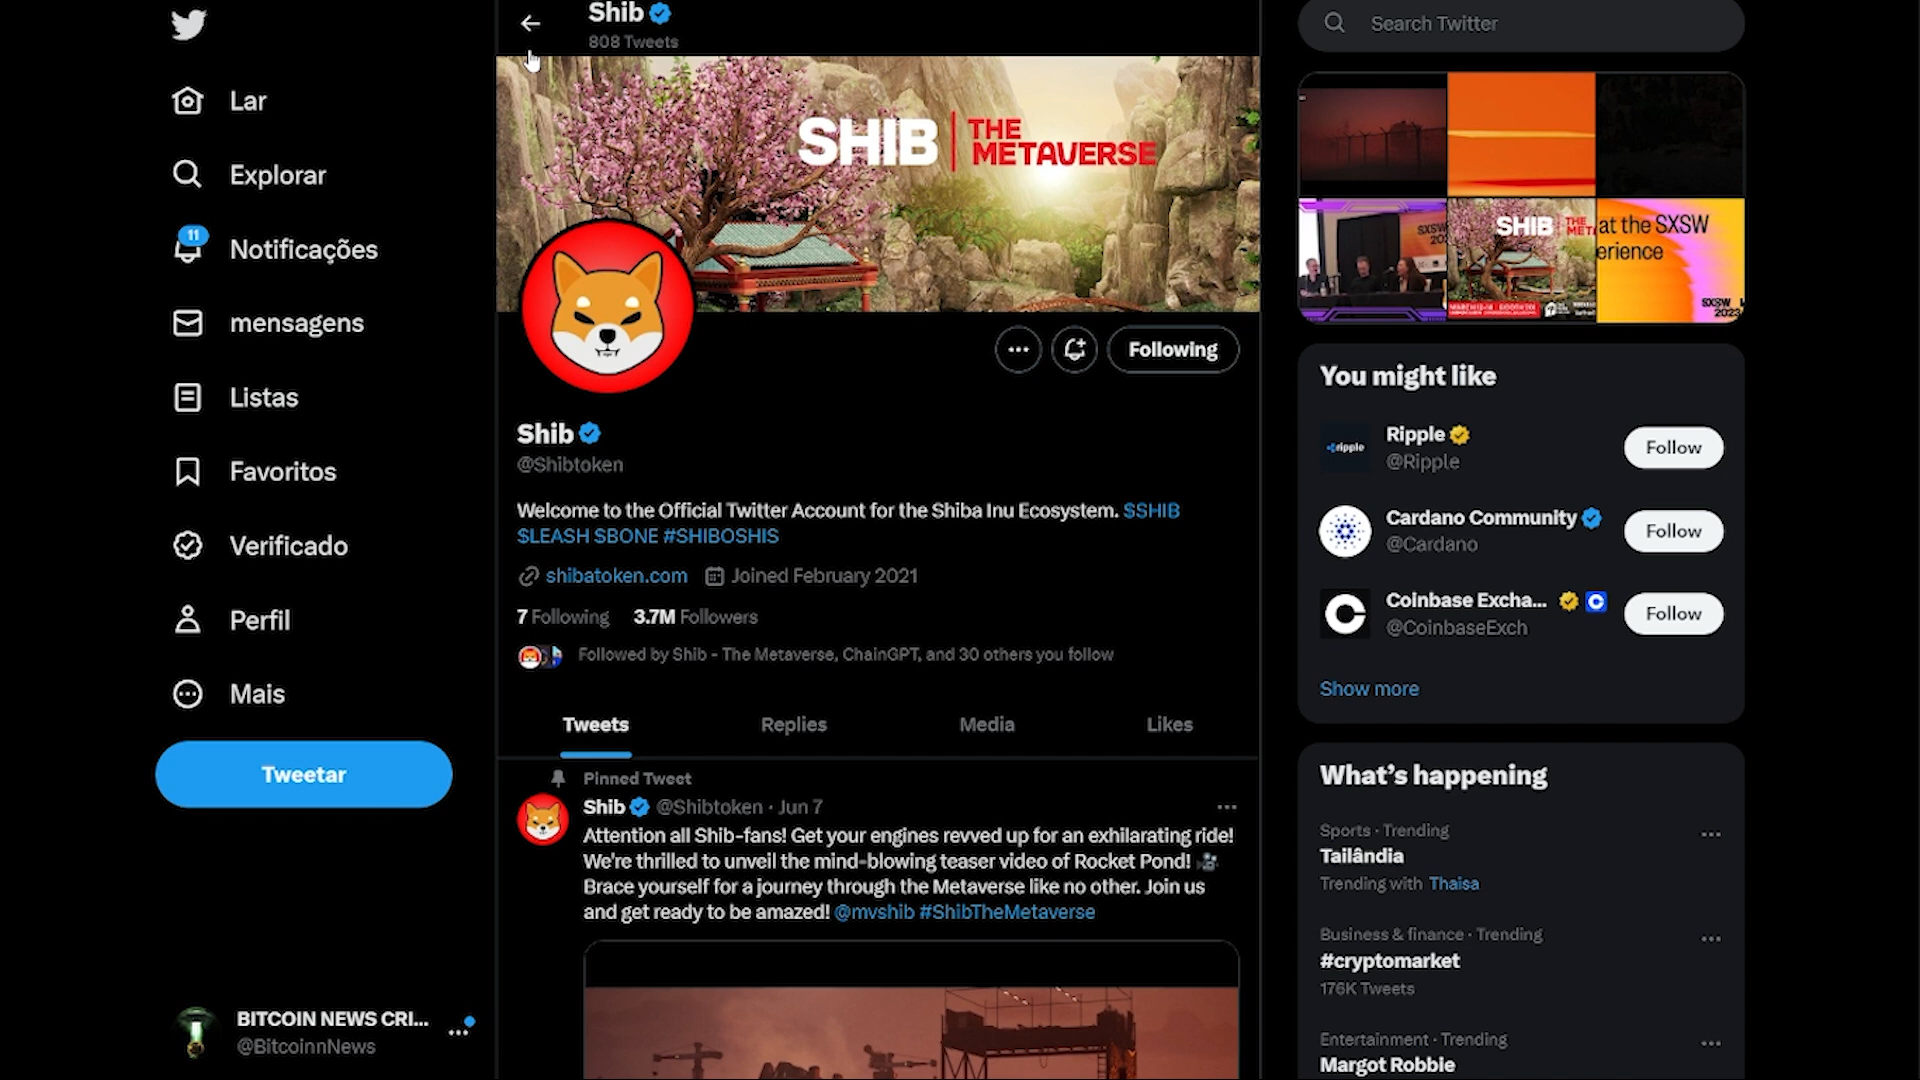 Lar
Explorar
11
Notificações
mensagens
Listas
Favoritos
Verificado
Perfil
Mais
Tweetar
BITCOIN NEWS CRI...
@BitcoinnNews
Shib
808 Tweets
SHIB
THE
METAVERSE
Following
Shib
@Shibtoken
Welcome to the Official Twitter Account for the Shiba Inu Ecosystem. $SHIB
$LEASH $BONE #SHIBOSHIS
shibatoken.com Joined February 2021
7 Following 3.7M Followers
Followed by Shib - The Metaverse, ChainGPT, and 30 others you follow
Tweets Replies Media Likes
Pinned Tweet
Shib @Shibtoken · Jun 7
Attention all Shib-fans! Get your engines revved up for an exhilarating ride!
We're thrilled to unveil the mind-blowing teaser video of Rocket Pond!
Brace yourself for a journey through the Metaverse like no other. Join us
and get ready to be amazed! @mvshib #ShibTheMetaverse
Search Twitter
SXSW
SHIB
THE
at the SXSW
erience
SXSW
2023
You might like
ripple
Ripple
@Ripple
Follow
Cardano Community
@Cardano
Follow
Coinbase Excha...
@CoinbaseExch
Follow
Show more
What's happening
Sports · Trending
Tailândia
Trending with Thaisa
Business & finance · Trending
#cryptomarket
176K Tweets
Entertainment · Trending
Margot Robbie